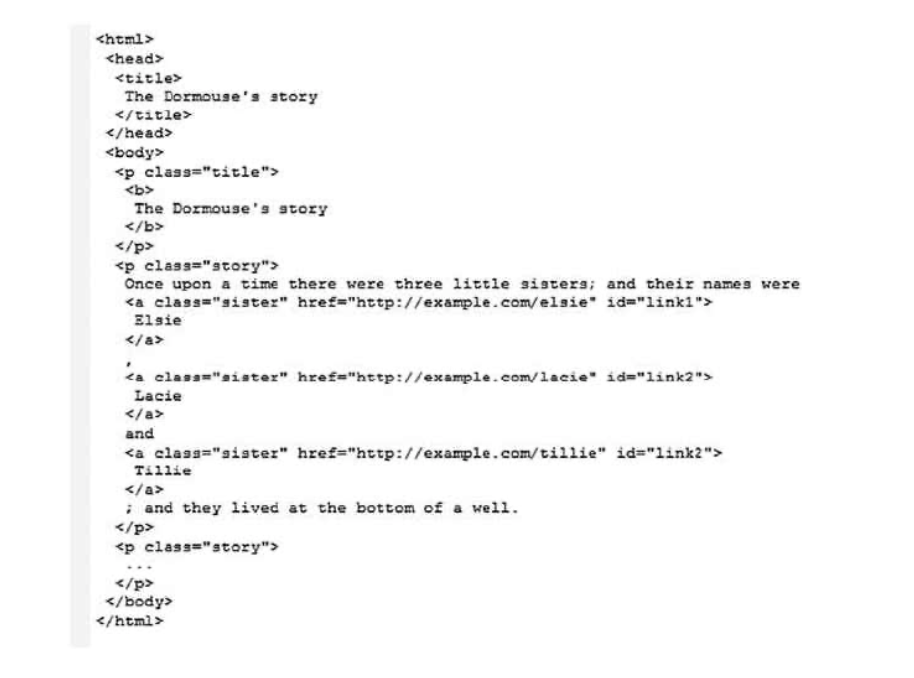 <html>
<head>
<title>
The Dormouse's story
</title>
</head>
<body>
<p class="title">
<b>
The Dormouse's story
</b>
</p>
<p class="story">
Once upon a time there were three little sisters; and their names were
<a class="sister" href="http://example.com/elsie" id="link1">
Elsie
</a>
,
<a class="sister" href="http://example.com/lacie" id="link2">
Lacie
</a>
and
<a class="sister" href="http://example.com/tillie" id="link2">
Tillie
</a>
; and they lived at the bottom of a well.
</p>
<p class="story">
...
</p>
</body>
</html>